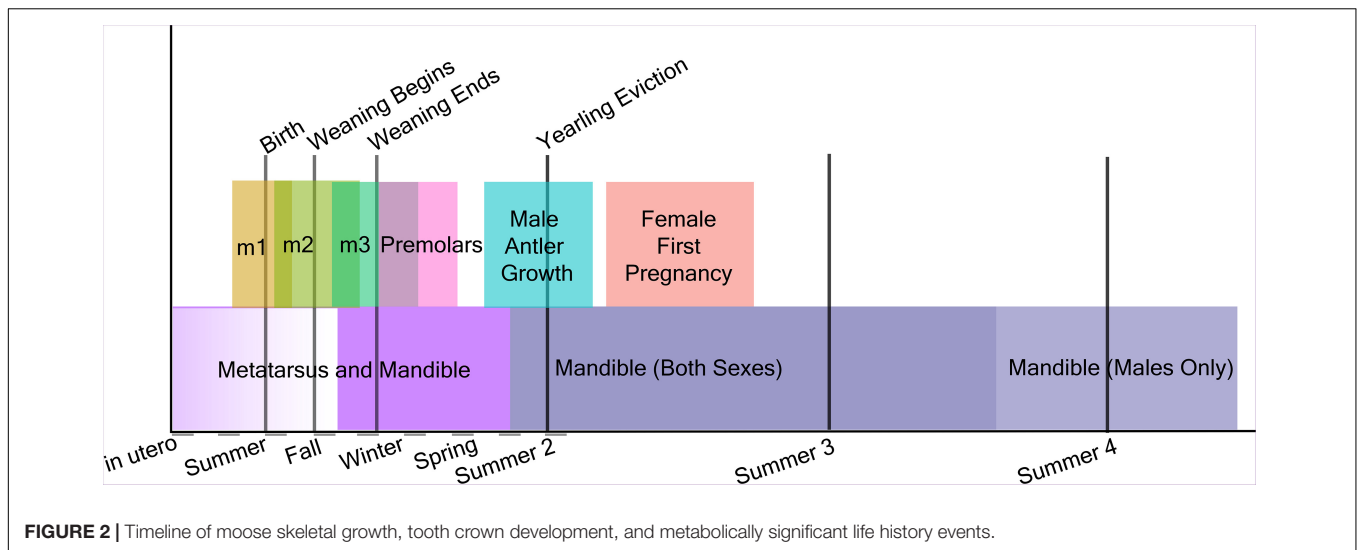 Birth
Weaning Begins
Weaning Ends
Yearling Eviction
m1
m2
m3
Premolars
Male
Antler
Growth
Female
First
Pregnancy
Metatarsus and Mandible
Mandible (Both Sexes)
Mandible (Males Only)
in utero
Summer
Fall
Winter
Spring
Summer 2
Summer 3
Summer 4
FIGURE 2 | Timeline of moose skeletal growth, tooth crown development, and metabolically significant life history events.